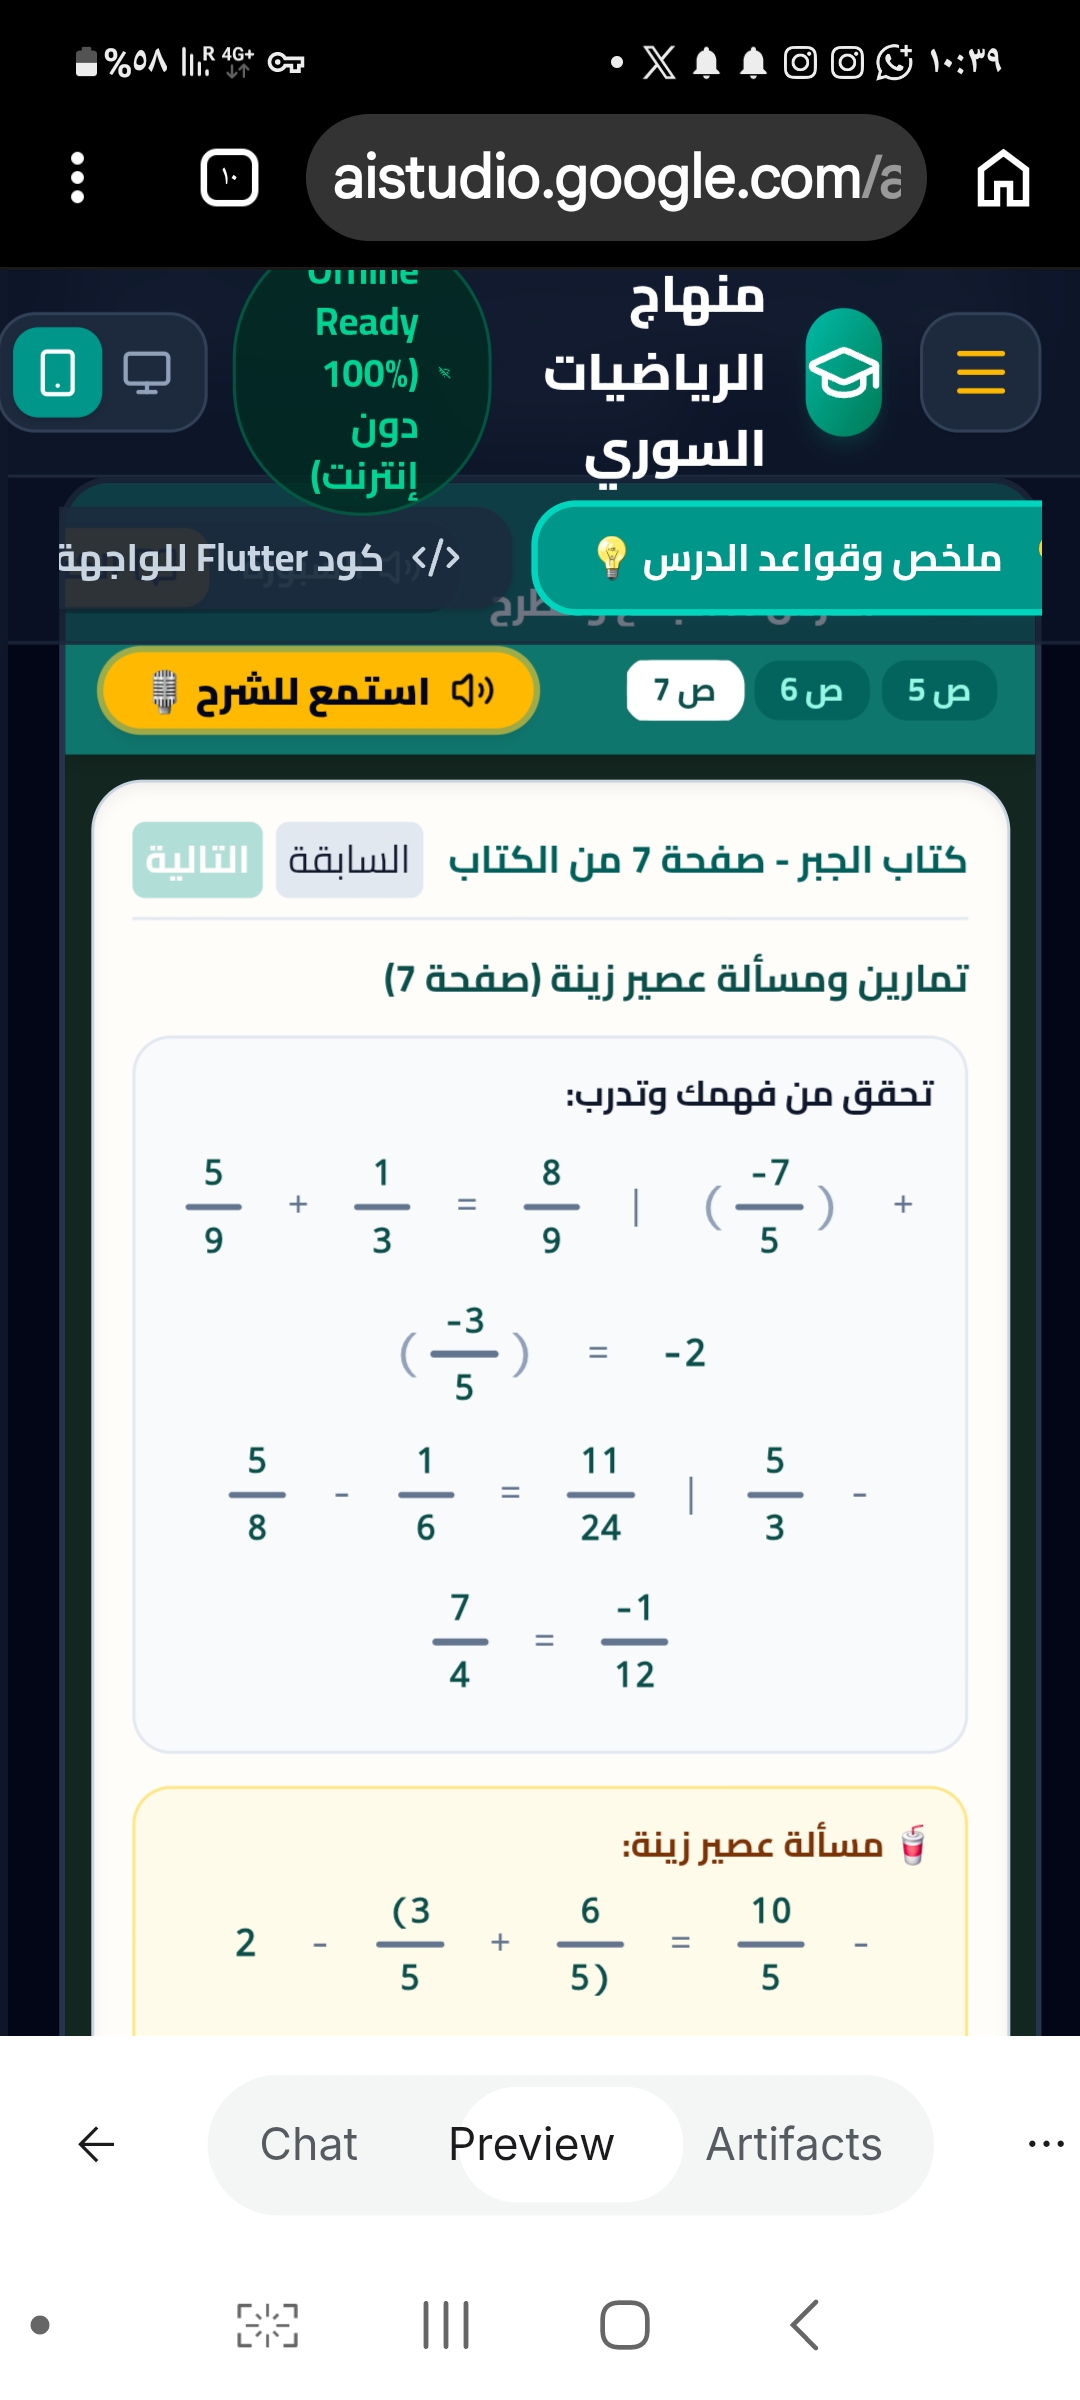 %٥٨ R 4G+ ١٠:٣٩
١٠ aistudio.google.com/a
منهاج
الرياضيات
السوري
Offline
Ready
(100%
دون
إنترنت)
ملخص وقواعد الدرس 💡
</> كود Flutter للواجهة
ص 5 ص 6 ص 7
استمع للشرح 🎙️
كتاب الجبر - صفحة 7 من الكتاب
السابقة التالية
تمارين ومسألة عصير زينة (صفحة 7)
تحقق من فهمك وتدرب:
5/9 + 1/3 = 8/9 | (-7/5) +
(-3/5) = -2
5/8 - 1/6 = 11/24 | 5/3 -
7/4 = -1/12
🥤 مسألة عصير زينة:
2 - (3/5 + 6/5) = 10/5 -
Chat Preview Artifacts